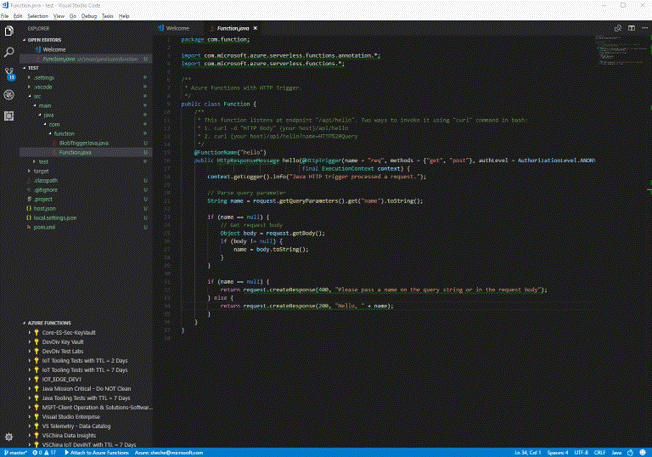 Function.java - test - Visual Studio Code
File Edit Selection View Go Debug Tasks Help
EXPLORER
OPEN EDITORS
Welcome
Function.java src\main\java\com\function
TEST
.settings
.vscode
src
main
java
com
function
BlobTriggerJava.java U
Function.java U
test
target
.classpath U
.gitignore U
.project U
host.json U
local.settings.json U
pom.xml U
AZURE FUNCTIONS
Core-ES-Sec-KeyVault
DevDiv Key Vault
DevDiv Test Labs
IoT Tooling Tests with TTL = 2 Days
IoT Tooling Tests with TTL = 7 Days
IOT_EDGE_DEV1
Java Mission Critical - Do NOT Clean
Java Tooling Tests with TTL = 7 Days
MSFT-Client Operation & Solutions-Softwar...
Visual Studio Enterprise
VS Telemetry - Data Catalog
VSChina Data Insights
VSChina IoT DevINT with TTL = 7 Days
Welcome Function.java
package com.function;
import com.microsoft.azure.serverless.functions.annotation.*;
import com.microsoft.azure.serverless.functions.*;
/**
* Azure Functions with HTTP Trigger.
*/
public class Function {
/**
* This function listens at endpoint "/api/hello". Two ways to invoke it using "curl" command in bash:
* 1. curl -d "HTTP Body" {your host}/api/hello
* 2. curl {your host}/api/hello?name=HTTP%20Query
*/
@FunctionName("hello")
public HttpResponseMessage hello(@HttpTrigger(name = "req", methods = {"get", "post"}, authLevel = AuthorizationLevel.ANON
final ExecutionContext context) {
context.getLogger().info("Java HTTP trigger processed a request.");
// Parse query parameter
String name = request.getQueryParameters().get("name").toString();
if (name == null) {
// Get request body
Object body = request.getBody();
if (body != null) {
name = body.toString();
}
}
if (name == null) {
return request.createResponse(400, "Please pass a name on the query string or in the request body");
} else {
return request.createResponse(200, "Hello, " + name);
}
}
}
master* 0 17 Attach to Azure Functions Azure: sheche@microsoft.com Ln 34, Col 1 Spaces: 4 UTF-8 CRLF Java